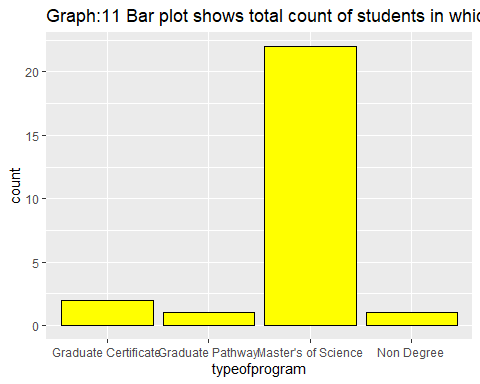 Graph:11 Bar plot shows total count of students in
count
20
15
10
5
0
Graduate Certificate Graduate Pathway Master's of Science Non Degree
typeofprogram